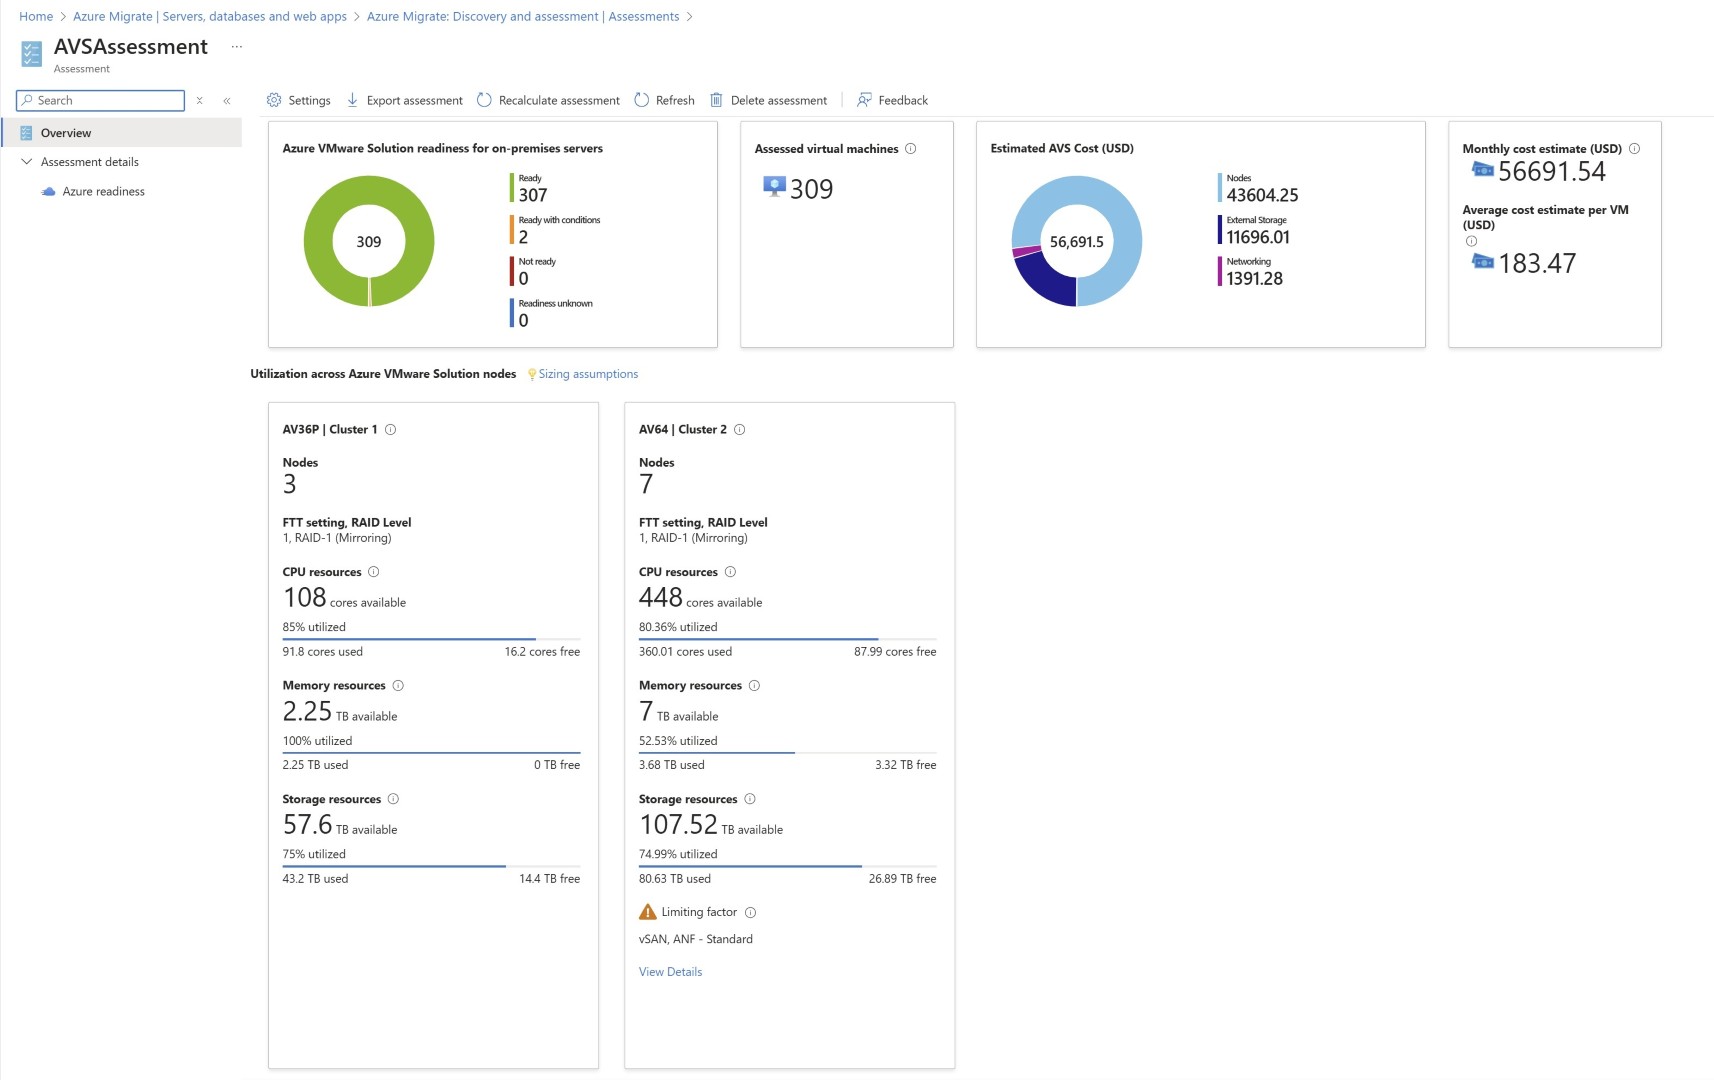 Home > Azure Migrate | Servers, databases and web apps > Azure Migrate: Discovery and assessment | Assessments >
AVSAssessment ...
Assessment
Search
Settings Export assessment Recalculate assessment Refresh Delete assessment Feedback
Overview
Assessment details
Azure readiness
Azure VMware Solution readiness for on-premises servers
309
Ready
307
Ready with conditions
2
Not ready
0
Readiness unknown
0
Assessed virtual machines
309
Estimated AVS Cost (USD)
56,691.5
Nodes
43604.25
External Storage
11696.01
Networking
1391.28
Monthly cost estimate (USD)
56691.54
Average cost estimate per VM
(USD)
183.47
Utilization across Azure VMware Solution nodes Sizing assumptions
AV36P | Cluster 1
Nodes
3
FTT setting, RAID Level
1, RAID-1 (Mirroring)
CPU resources
108 cores available
85% utilized
91.8 cores used 16.2 cores free
Memory resources
2.25 TB available
100% utilized
2.25 TB used 0 TB free
Storage resources
57.6 TB available
75% utilized
43.2 TB used 14.4 TB free
AV64 | Cluster 2
Nodes
7
FTT setting, RAID Level
1, RAID-1 (Mirroring)
CPU resources
448 cores available
80.36% utilized
360.01 cores used 87.99 cores free
Memory resources
7 TB available
52.53% utilized
3.68 TB used 3.32 TB free
Storage resources
107.52 TB available
74.99% utilized
80.63 TB used 26.89 TB free
Limiting factor
vSAN, ANF - Standard
View Details